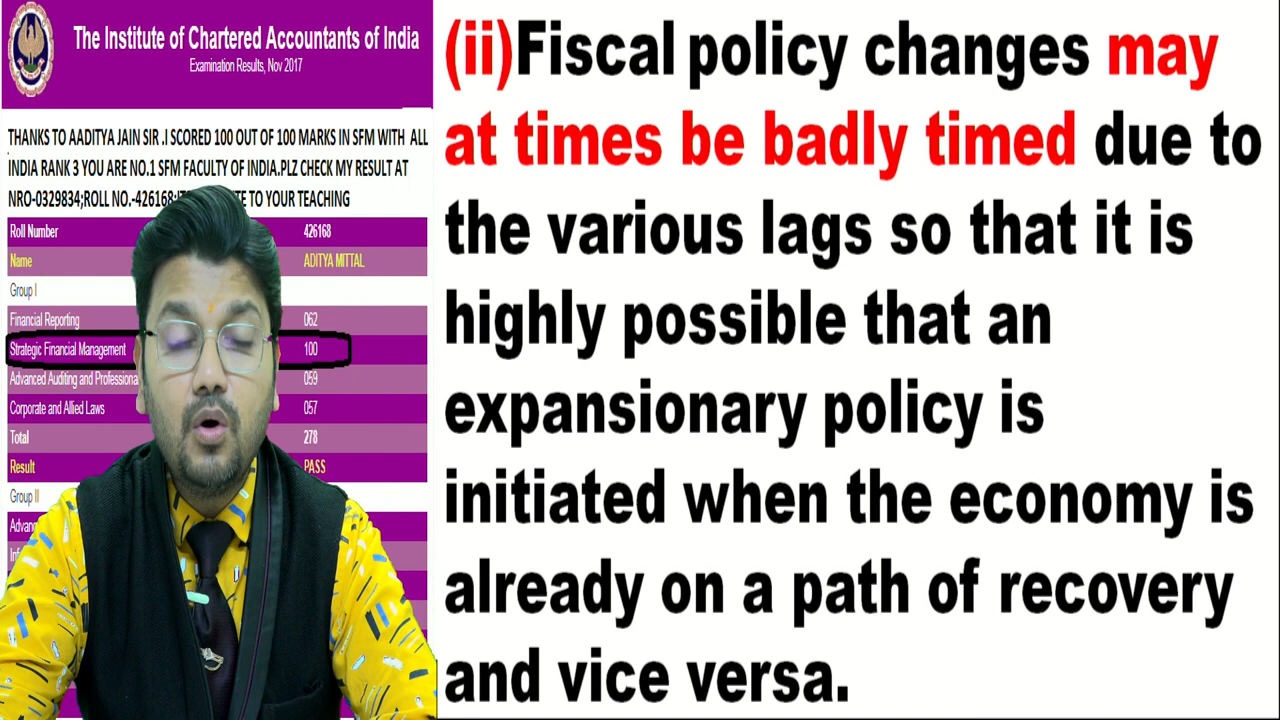 The Institute of Chartered Accountants of India
Examination Results, Nov 2017
THANKS TO AADITYA JAIN SIR .I SCORED 100 OUT OF 100 MARKS IN SFM WITH ALL
INDIA RANK 3 YOU ARE NO.1 SFM FACULTY OF INDIA.PLZ CHECK MY RESULT AT
NRO-0329834;ROLL NO.-426168; TO YOUR TEACHING
Roll Number 426168
Name ADITYA MITTAL
Group I
Financial Reporting 062
Strategic Financial Management 100
Advanced Auditing and 059
Corporate and Allied Laws 057
Total 278
Result PASS
Group II
(ii)Fiscal policy changes may
at times be badly timed due to
the various lags so that it is
highly possible that an
expansionary policy is
initiated when the economy is
already on a path of recovery
and vice versa.